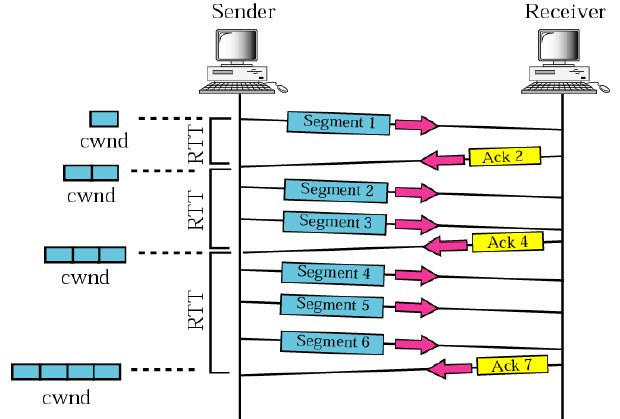 Sender
Receiver
Segment 1
cwnd
RTT
Ack 2
cwnd
Segment 2
RTT
Segment 3
Ack 4
cwnd
Segment 4
RTT
Segment 5
Segment 6
Ack 7
cwnd